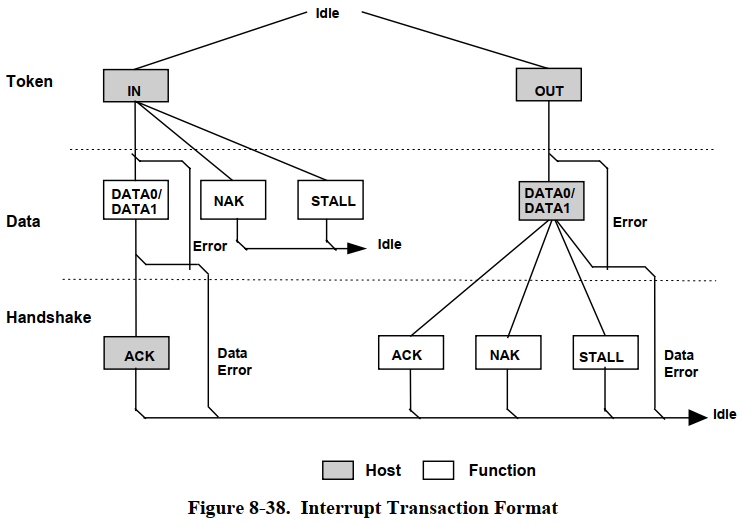 Idle
Token
IN
OUT
DATA0/
DATA1
NAK
STALL
DATA0/
DATA1
Data
Error
Error
Idle
Handshake
ACK
Data
Error
ACK
NAK
STALL
Data
Error
Idle
Host
Function
Figure 8-38. Interrupt Transaction Format